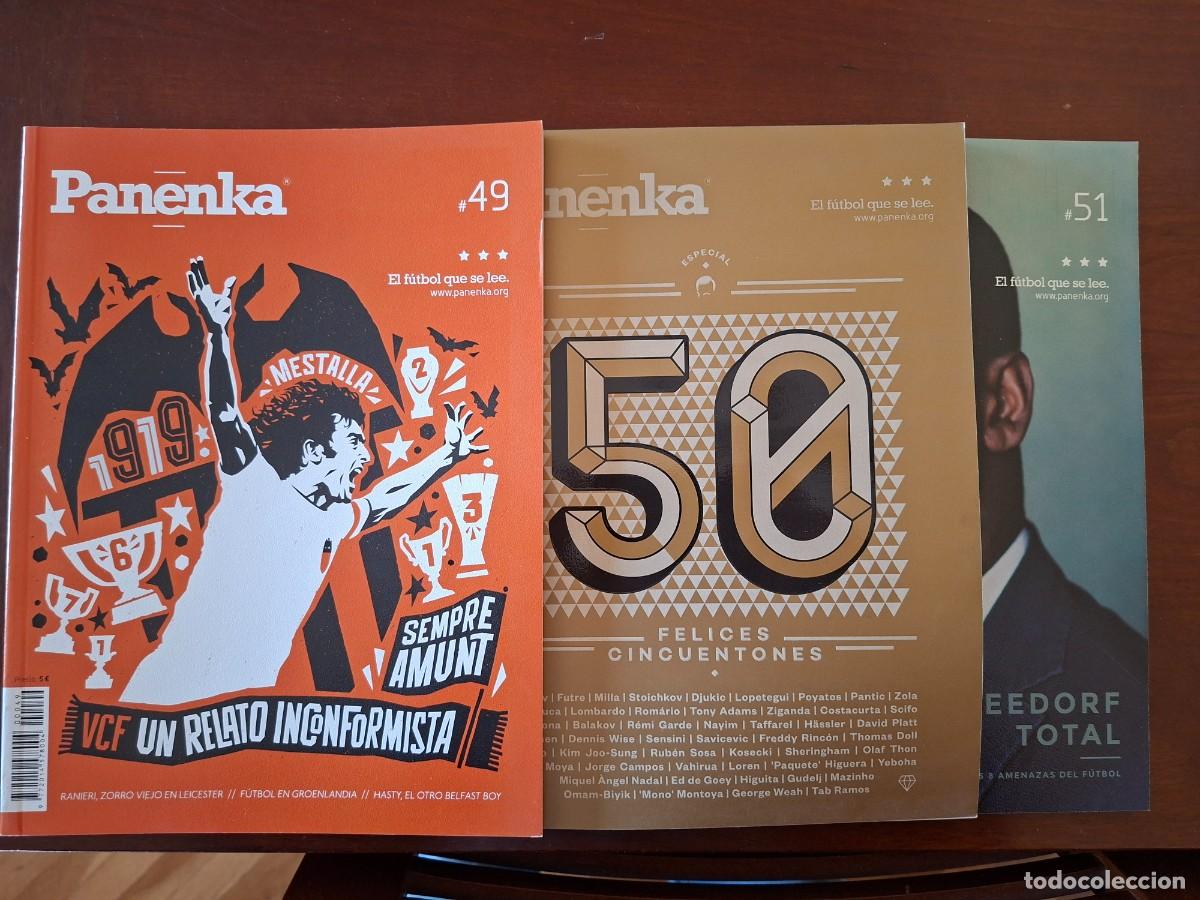 Panenka
#49
El fútbol que se lee.
www.panenka.org
MESTALLA
1919
2
3
6
1
7
1
SEMPRE
AMUNT
Precio: 5 €
VCF UN RELATO INCONFORMISTA
RANIERI, ZORRO VIEJO EN LEICESTER // FÚTBOL EN GROENLANDIA // HASTY, EL OTRO BELFAST BOY
00049
nenka
El fútbol que se lee.
www.panenka.org
ESPECIAL
50
FELICES
CINCUENTONES
| Futre | Milla | Stoichkov | Djukic | Lopetegui | Poyatos | Pantic | Zola
| Lombardo | Romário | Tony Adams | Ziganda | Costacurta | Scifo
| Balakov | Rémi Garde | Nayim | Taffarel | Hässler | David Platt
| Dennis Wise | Sensini | Savicevic | Freddy Rincón | Thomas Doll
| Kim Joo-Sung | Rubén Sosa | Kosecki | Sheringham | Olaf Thon
Moya | Jorge Campos | Vahirua | Loren | 'Paquete' Higuera | Yeboha
Miquel Àngel Nadal | Ed de Goey | Higuita | Gudelj | Mazinho
Omam-Biyik | 'Mono' Montoya | George Weah | Tab Ramos
#51
El fútbol que se lee.
www.panenka.org
EEDORF
TOTAL
S 8 AMENAZAS DEL FÚTBOL
todocoleccion